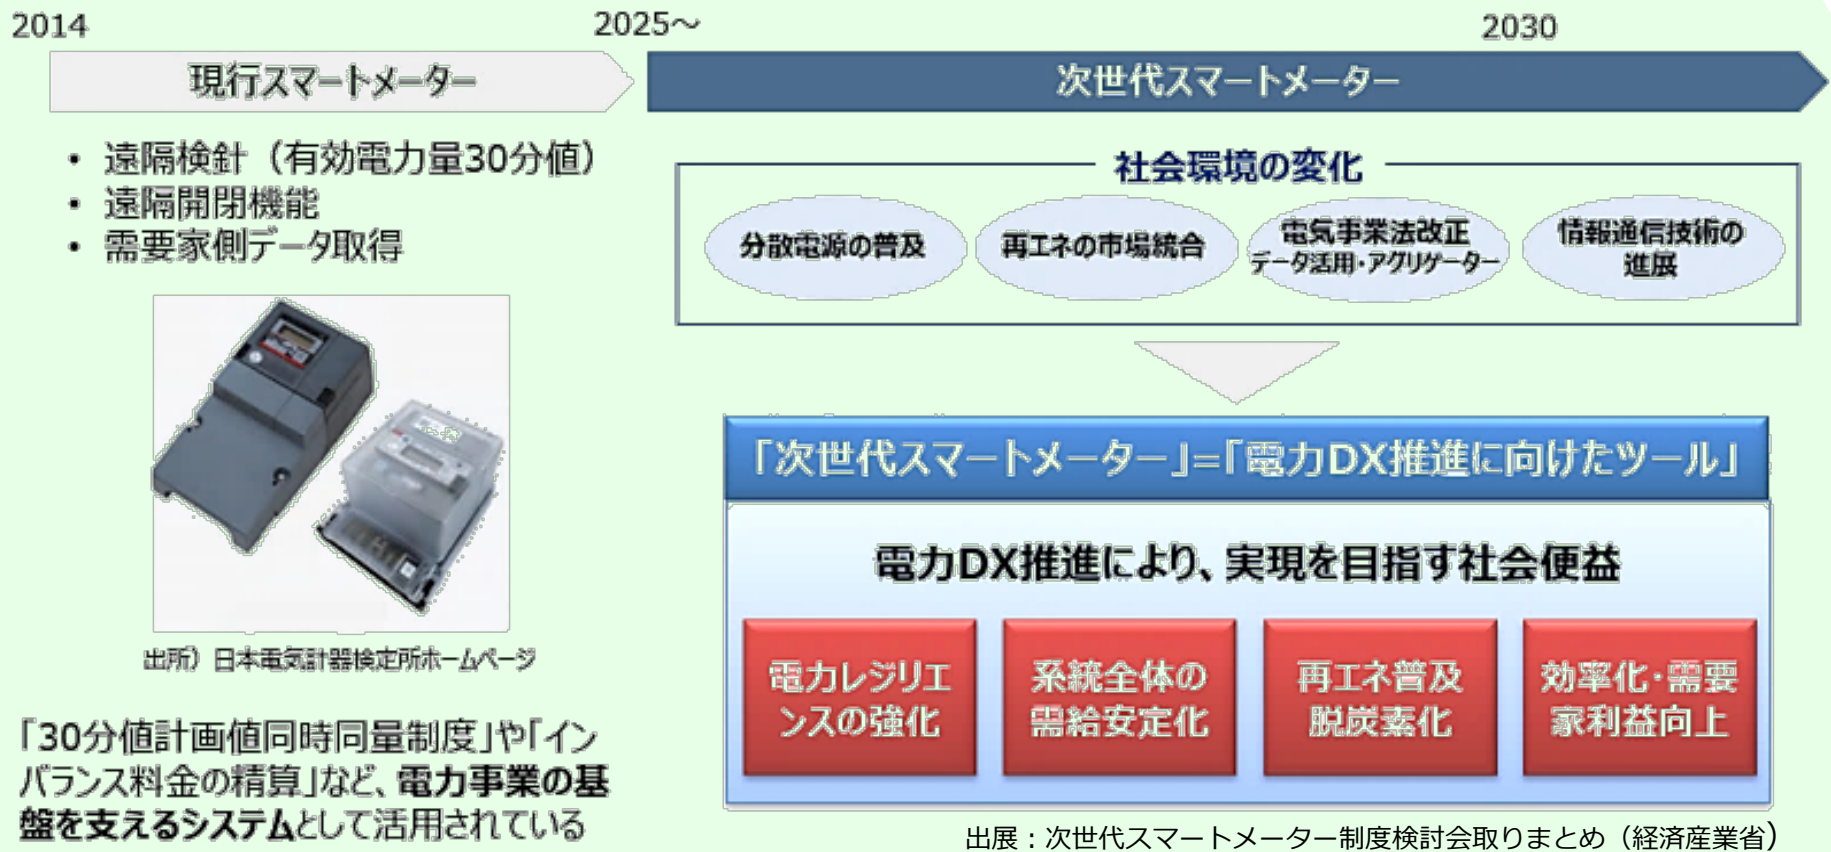 2014
2025～
2030
現行スマートメーター
次世代スマートメーター
・ 遠隔検針（有効電力量30分値）
・ 遠隔開閉機能
・ 需要家側データ取得
出所）日本電気計器検定所ホームページ
「30分値計画値同時同量制度」や「イン
バランス料金の精算」など、電力事業の基
盤を支えるシステムとして活用されている
社会環境の変化
分散電源の普及
再エネの市場統合
電気事業法改正
データ活用・アグリゲーター
情報通信技術の
進展
「次世代スマートメーター」=「電力DX推進に向けたツール」
電力DX推進により、実現を目指す社会便益
電力レジリエ
ンスの強化
系統全体の
需給安定化
再エネ普及
脱炭素化
効率化・需要
家利益向上
出展：次世代スマートメーター制度検討会取りまとめ（経済産業省）